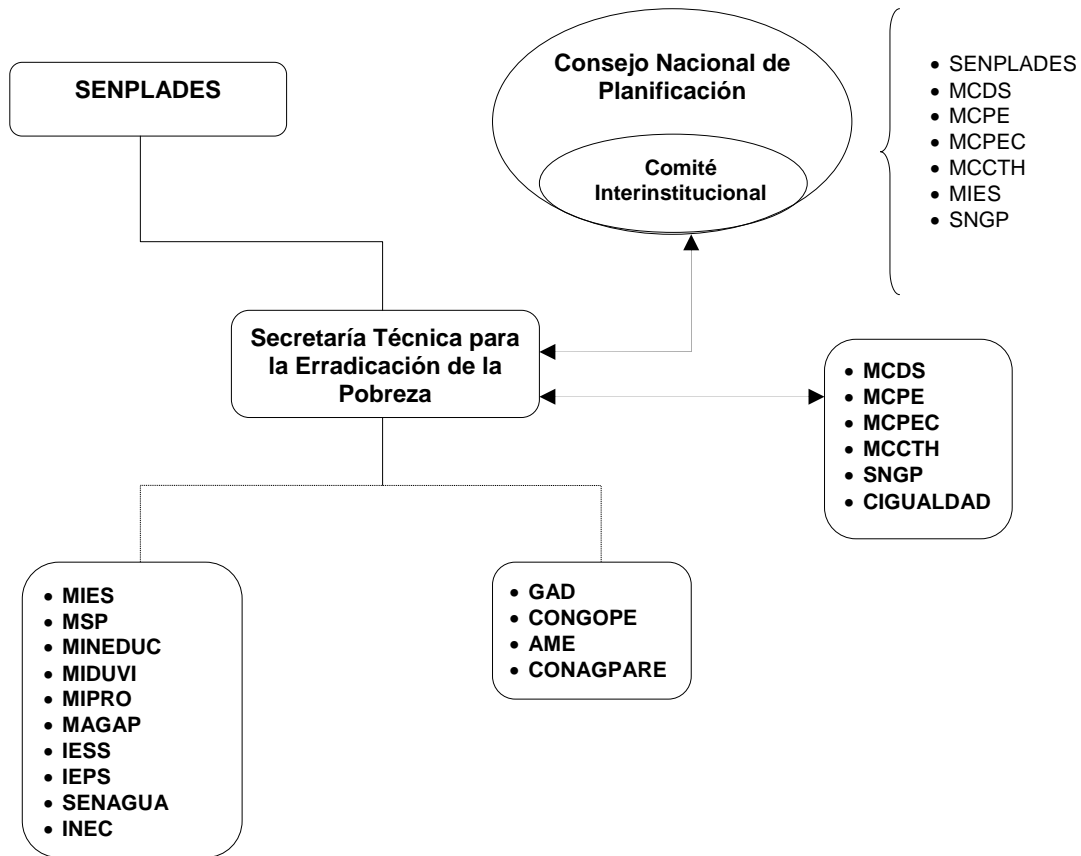 SENPLADES
Consejo Nacional de
Planificación
Comité
Interinstitucional
• SENPLADES
• MCDS
• MCPE
• MCPEC
• MCCTH
• MIES
• SNGP
Secretaría Técnica para
la Erradicación de la
Pobreza
• MCDS
• MCPE
• MCPEC
• MCCTH
• SNGP
• CIGUALDAD
• MIES
• MSP
• MINEDUC
• MIDUVI
• MIPRO
• MAGAP
• IESS
• IEPS
• SENAGUA
• INEC
• GAD
• CONGOPE
• AME
• CONAGPARE